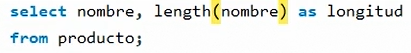 select nombre, length(nombre) as longitud
from producto;